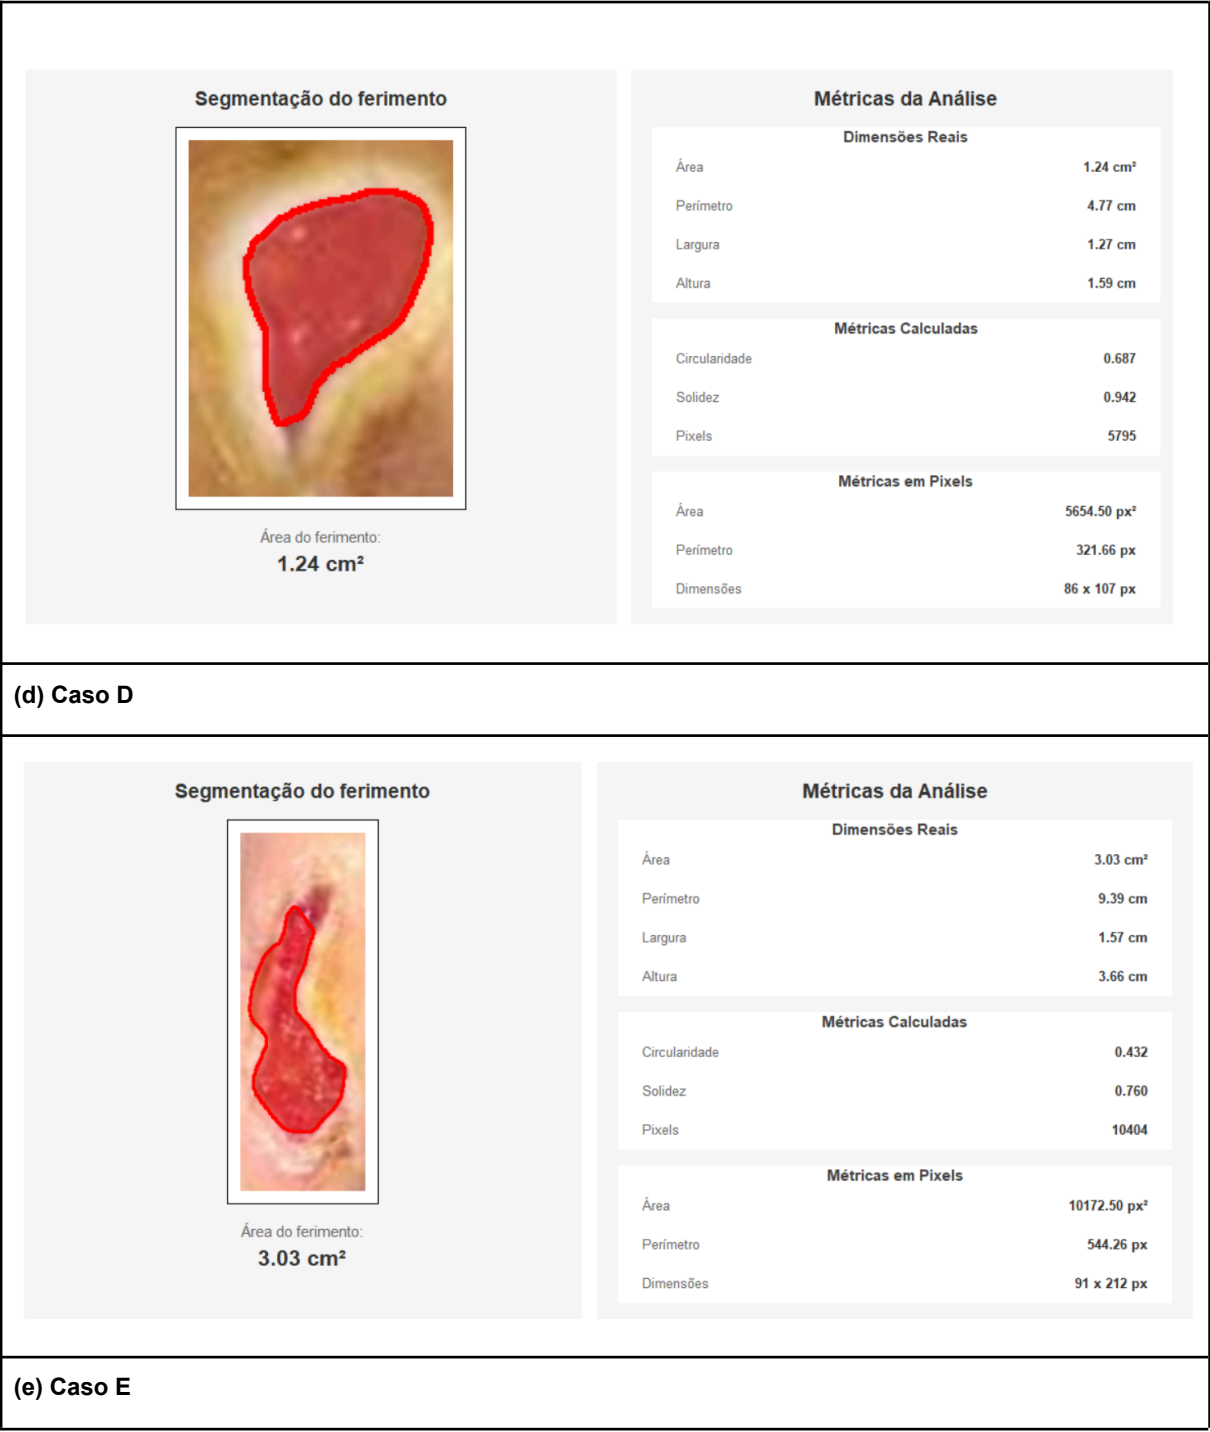 Segmentação do ferimento
Área do ferimento:
1.24 cm²
Métricas da Análise
Dimensões Reais
Área 1.24 cm²
Perímetro 4.77 cm
Largura 1.27 cm
Altura 1.59 cm
Métricas Calculadas
Circularidade 0.687
Solidez 0.942
Pixels 5795
Métricas em Pixels
Área 5654.50 px²
Perímetro 321.66 px
Dimensões 86 x 107 px
(d) Caso D
Segmentação do ferimento
Área do ferimento:
3.03 cm²
Métricas da Análise
Dimensões Reais
Área 3.03 cm²
Perímetro 9.39 cm
Largura 1.57 cm
Altura 3.66 cm
Métricas Calculadas
Circularidade 0.432
Solidez 0.760
Pixels 10404
Métricas em Pixels
Área 10172.50 px²
Perímetro 544.26 px
Dimensões 91 x 212 px
(e) Caso E